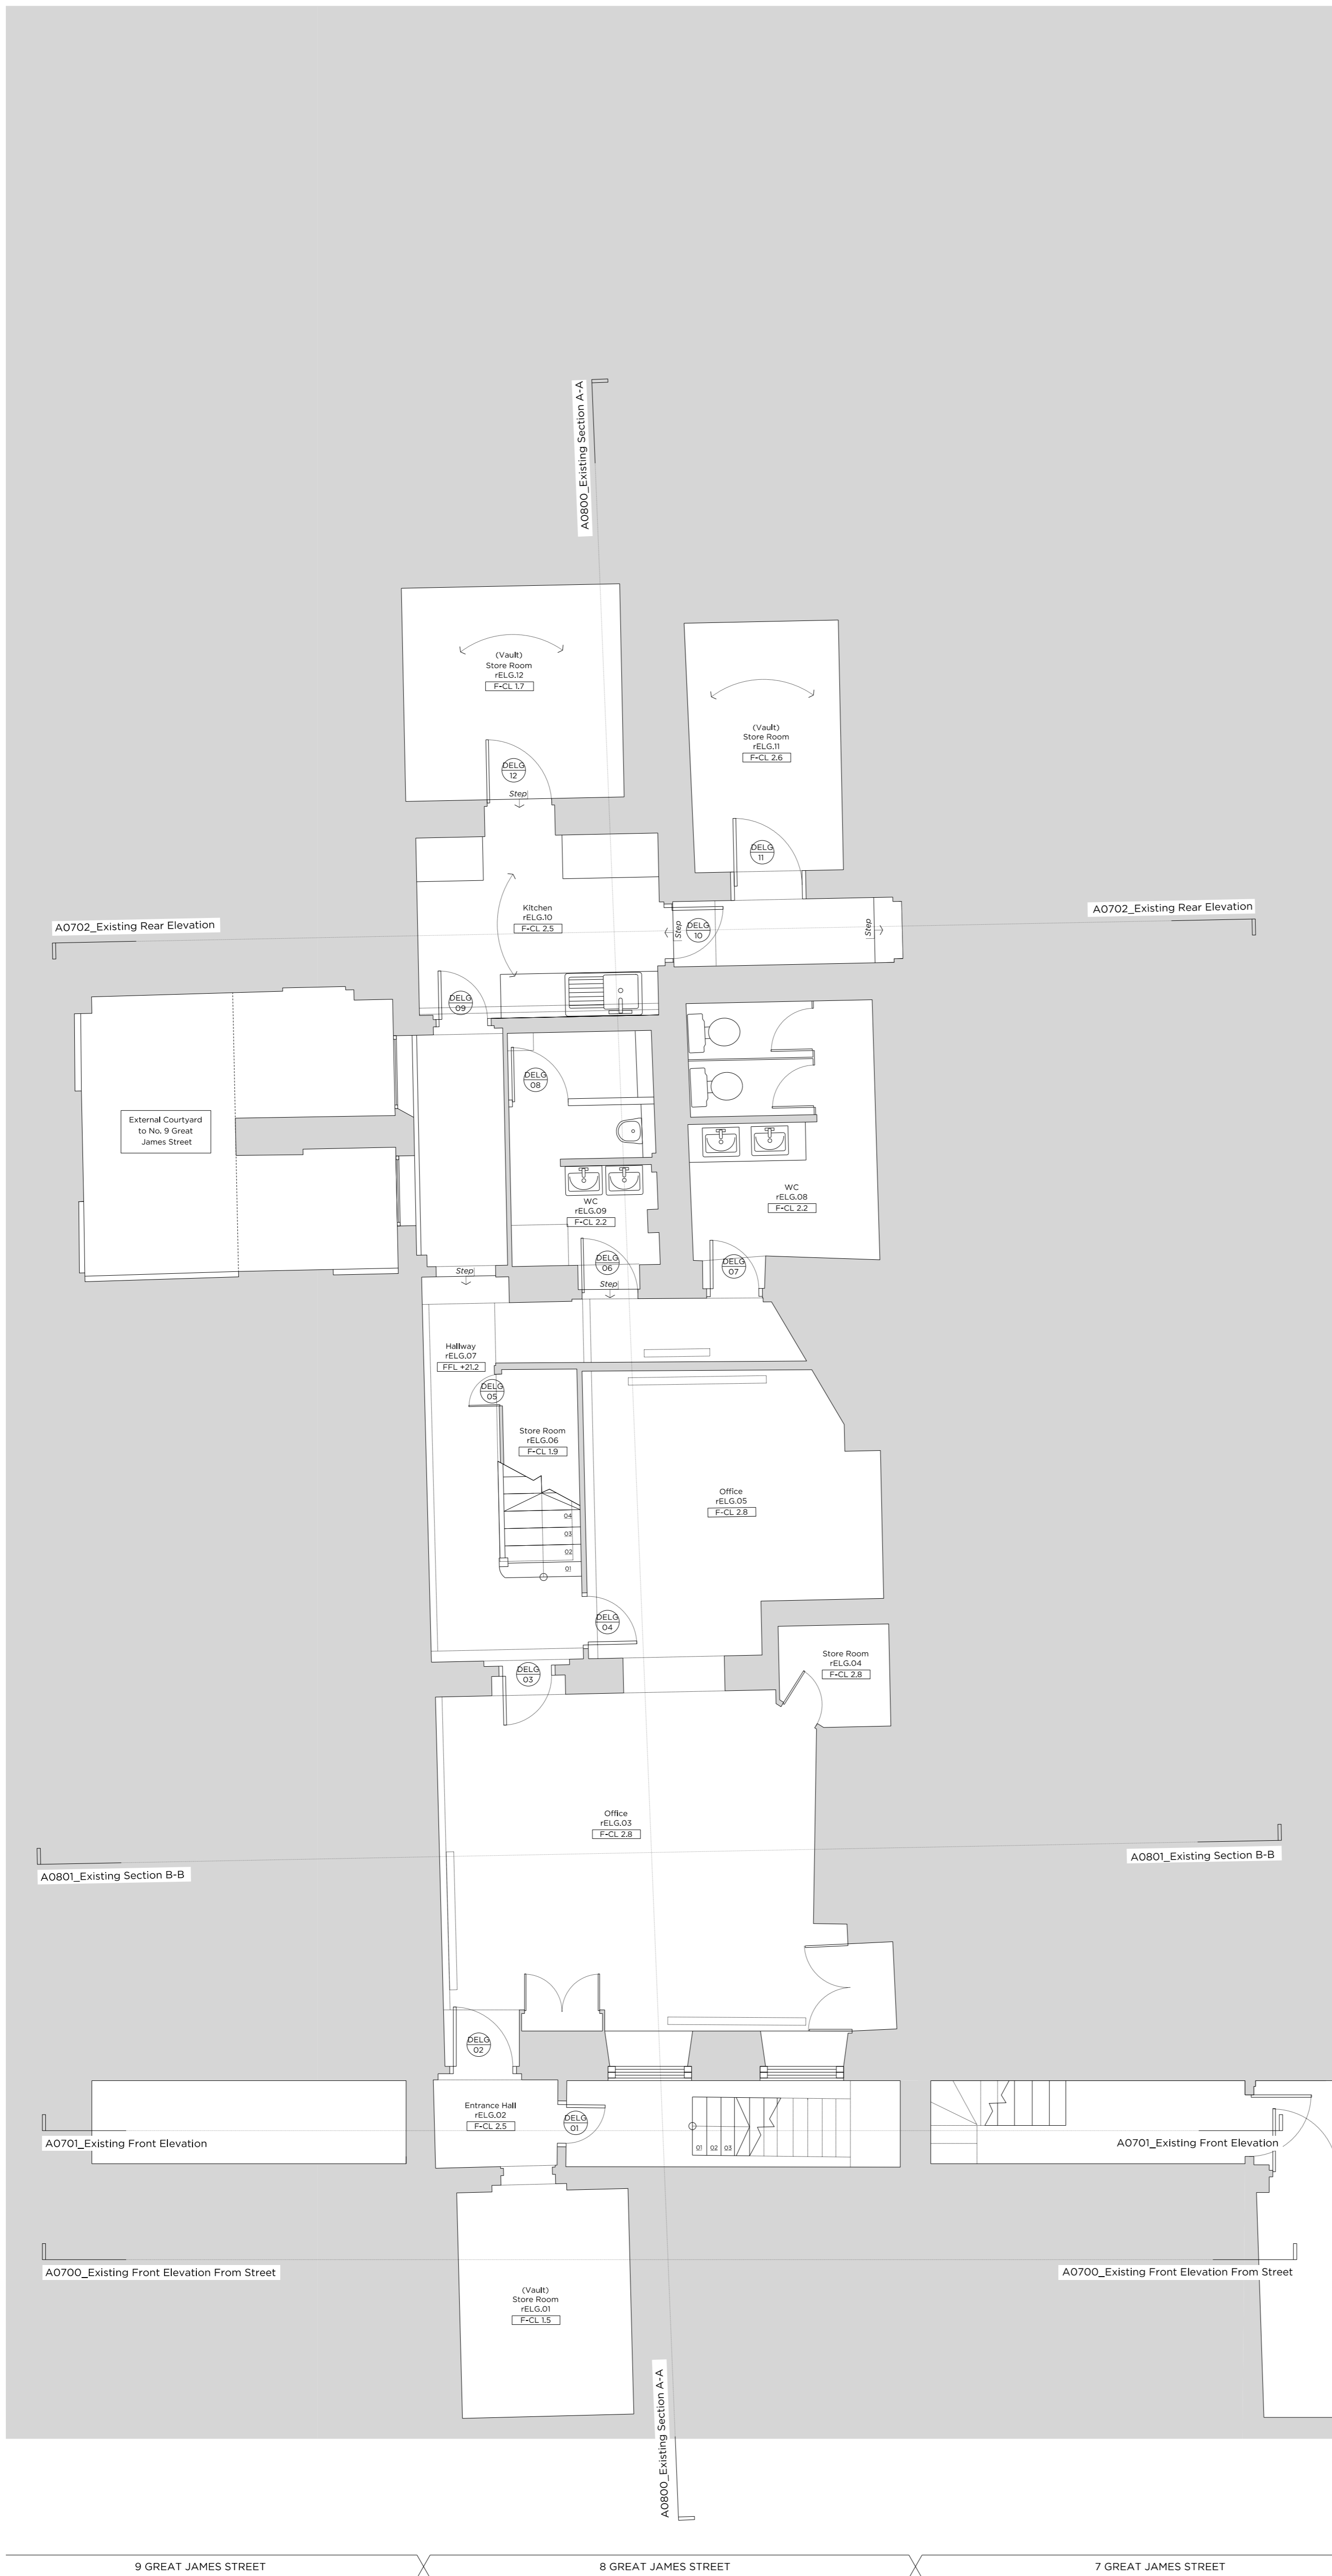 A0800_Existing Section A-A
(Vault)
Store Room
rELG.12
F-CL 1.7
(Vault)
Store Room
rELG.11
F-CL 2.6
DELG
12
Step
DELG
11
Kitchen
rELG.10
F-CL 2.5
A0702_Existing Rear Elevation
Step
DELG
10
Step
A0702_Existing Rear Elevation
DELG
09
DELG
08
External Courtyard
to No. 9 Great
James Street
WC
rELG.09
F-CL 2.2
WC
rELG.08
F-CL 2.2
DELG
06
DELG
07
Step
Step
Hallway
rELG.07
FFL +21.2
DELG
05
Store Room
rELG.06
F-CL 1.9
Office
rELG.05
F-CL 2.8
04
03
02
01
DELG
04
Store Room
rELG.04
F-CL 2.8
DELG
03
Office
rELG.03
F-CL 2.8
A0801_Existing Section B-B
A0801_Existing Section B-B
DELG
02
Entrance Hall
rELG.02
F-CL 2.5
DELG
01
01 02 03
A0701_Existing Front Elevation
A0701_Existing Front Elevation
A0700_Existing Front Elevation From Street
A0700_Existing Front Elevation From Street
(Vault)
Store Room
rELG.01
F-CL 1.5
A0800_Existing Section A-A
9 GREAT JAMES STREET
8 GREAT JAMES STREET
7 GREAT JAMES STREET